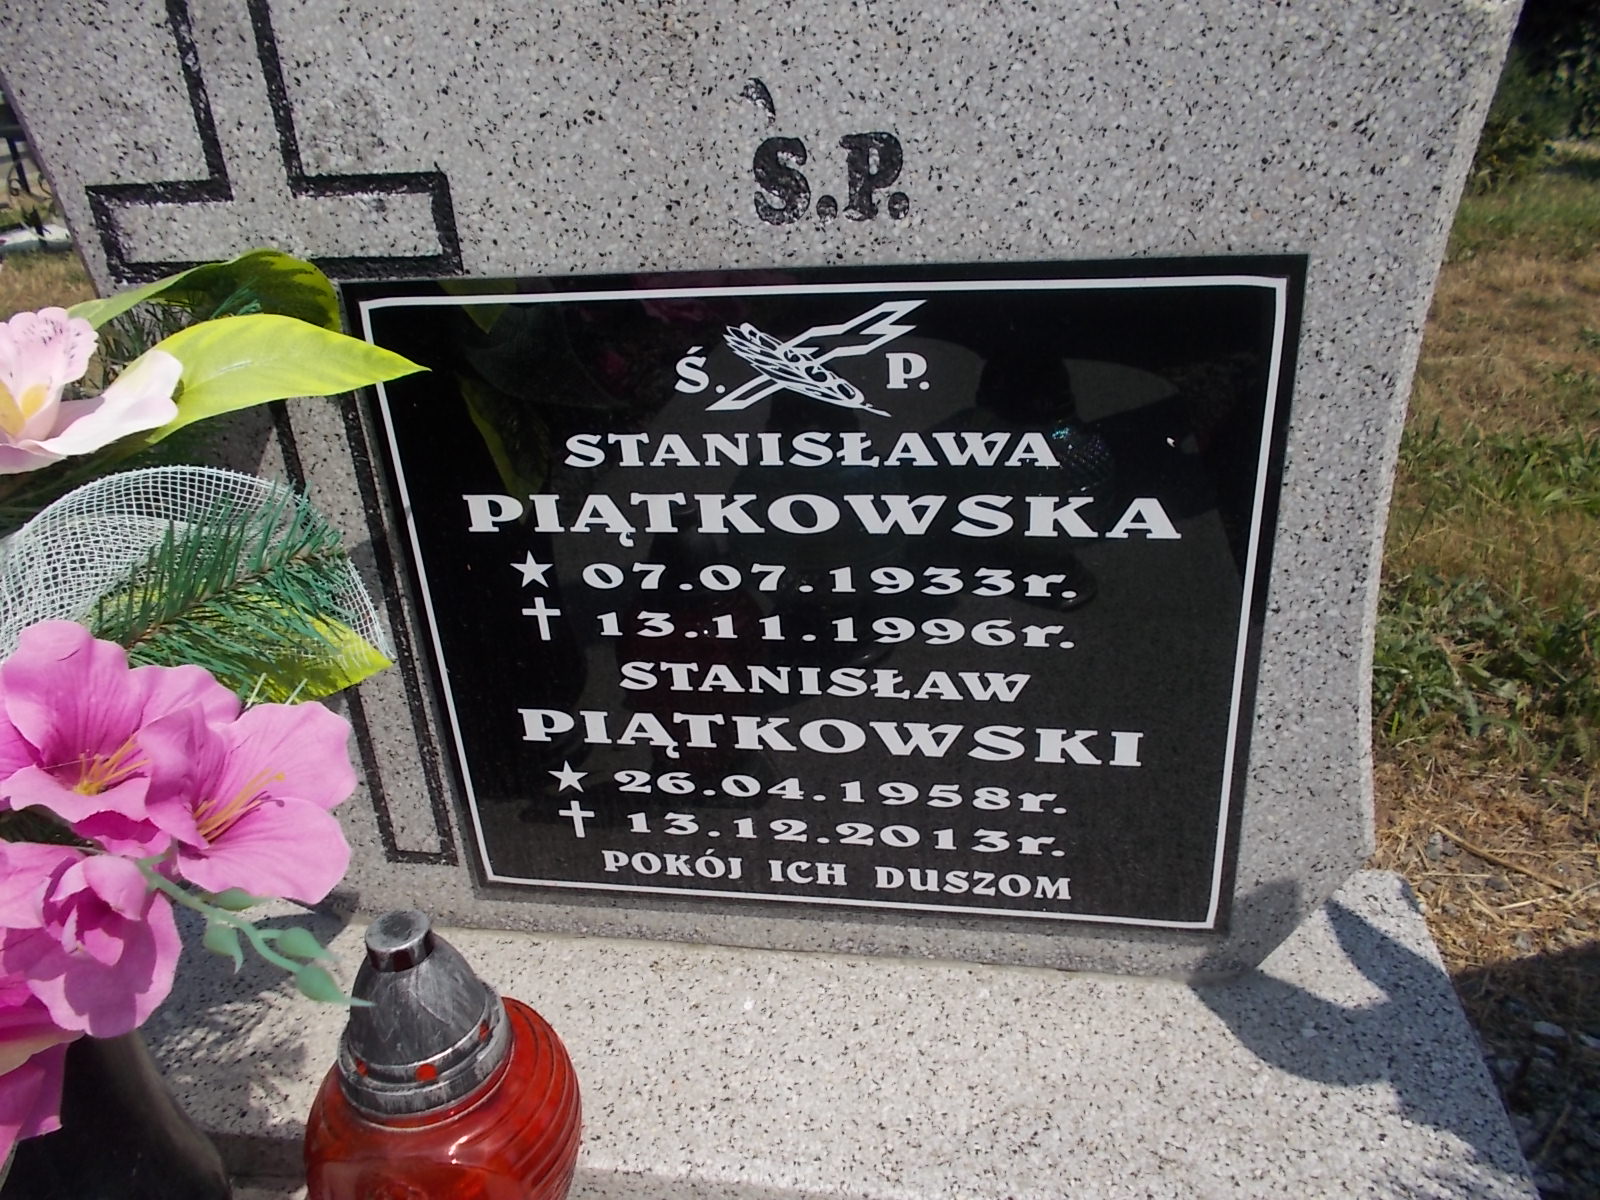 Ś.P.
Ś. P.
STANISŁAWA
PIĄTKOWSKA
★ 07.07.1933r.
✝ 13.11.1996r.
STANISŁAW
PIĄTKOWSKI
★ 26.04.1958r.
✝ 13.12.2013r.
POKÓJ ICH DUSZOM